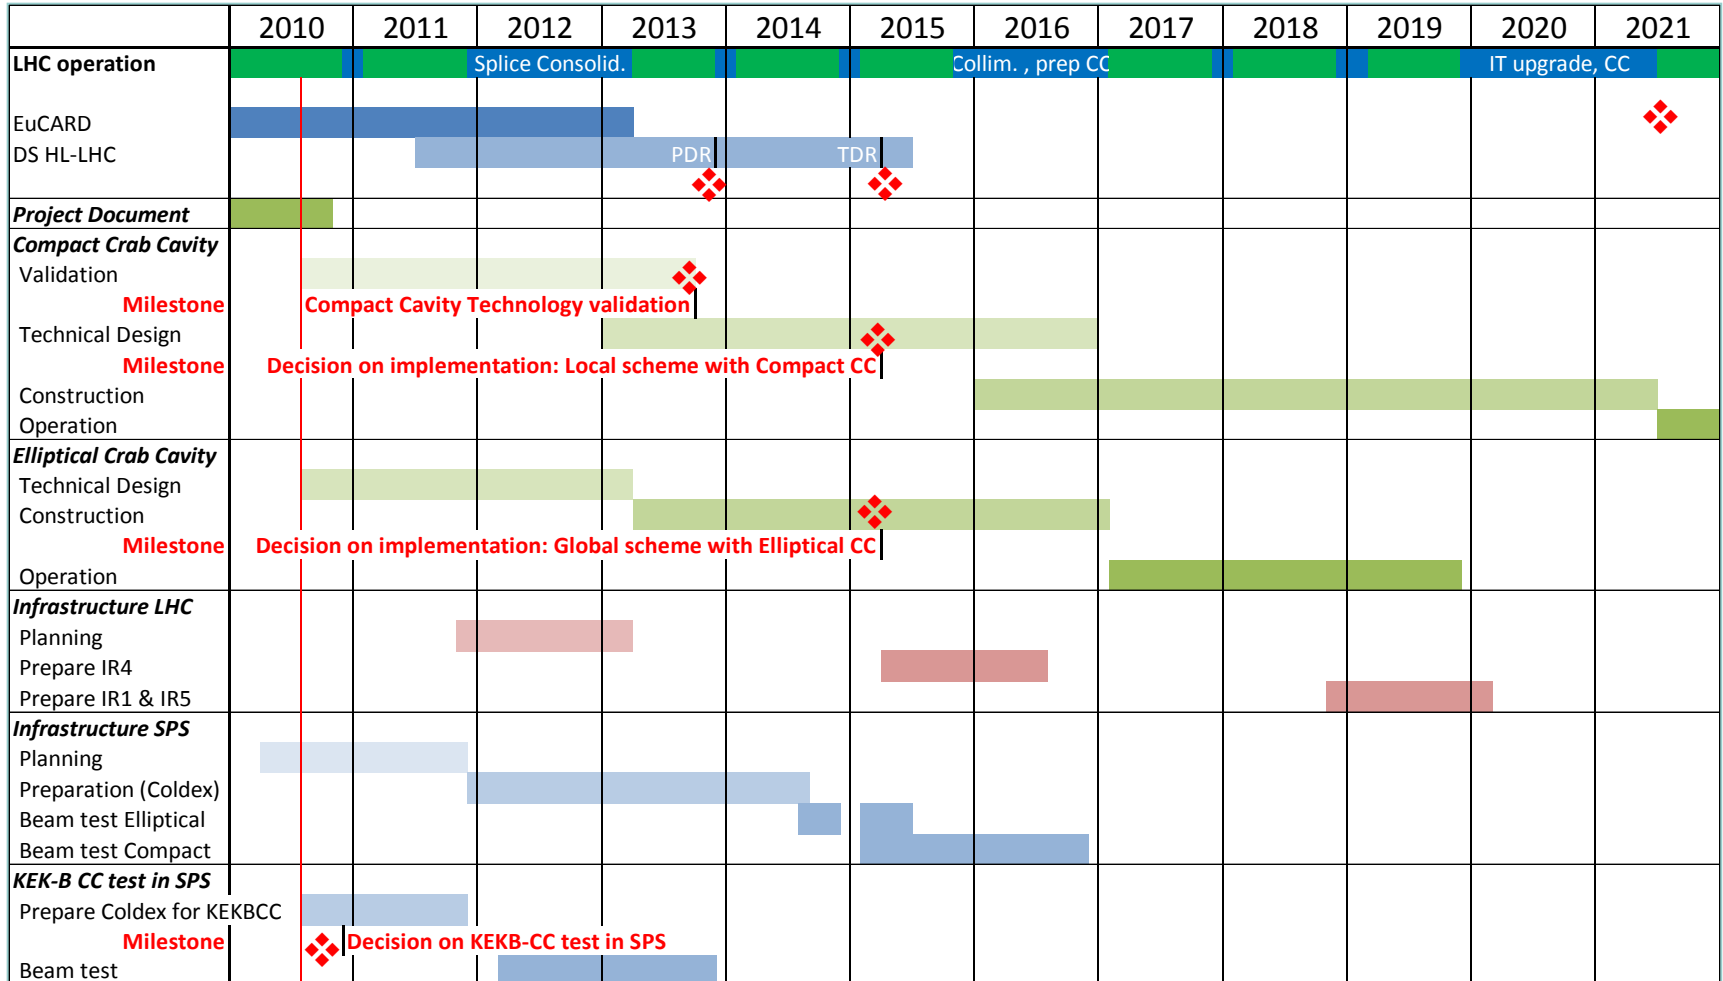 2010 2011 2012 2013 2014 2015 2016 2017 2018 2019 2020 2021
LHC operation Splice Consolid. Collim. , prep CC IT upgrade, CC
EuCARD
DS HL-LHC PDR TDR
Project Document
Compact Crab Cavity
Validation
Milestone Compact Cavity Technology validation
Technical Design
Milestone Decision on implementation: Local scheme with Compact CC
Construction
Operation
Elliptical Crab Cavity
Technical Design
Construction
Milestone Decision on implementation: Global scheme with Elliptical CC
Operation
Infrastructure LHC
Planning
Prepare IR4
Prepare IR1 & IR5
Infrastructure SPS
Planning
Preparation (Coldex)
Beam test Elliptical
Beam test Compact
KEK-B CC test in SPS
Prepare Coldex for KEKBCC
Milestone Decision on KEKB-CC test in SPS
Beam test